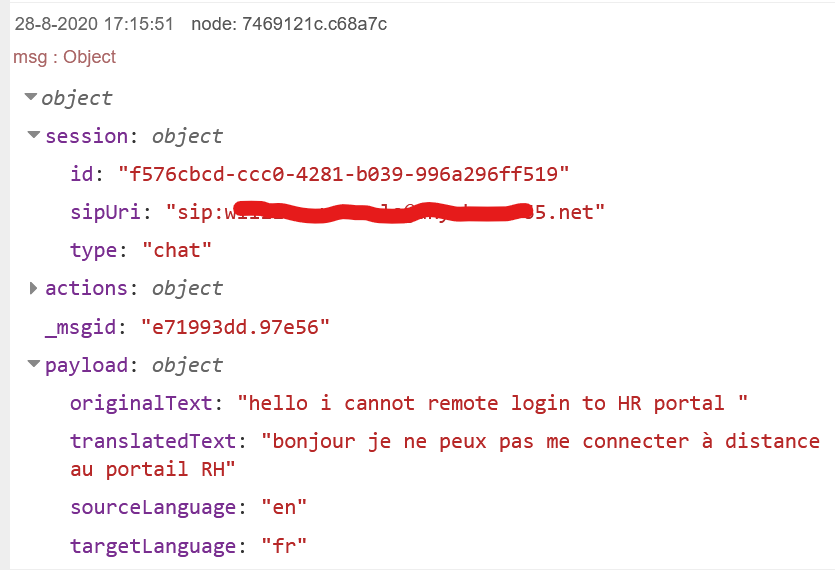 28-8-2020 17:15:51 node: 7469121c.c68a7c
msg : Object
object
session: object
id: "f576cbcd-ccc0-4281-b039-996a296ff519"
sipUri: "sip:w 5.net"
type: "chat"
actions: object
_msgid: "e71993dd.97e56"
payload: object
originalText: "hello i cannot remote login to HR portal "
translatedText: "bonjour je ne peux pas me connecter à distance
au portail RH"
sourceLanguage: "en"
targetLanguage: "fr"